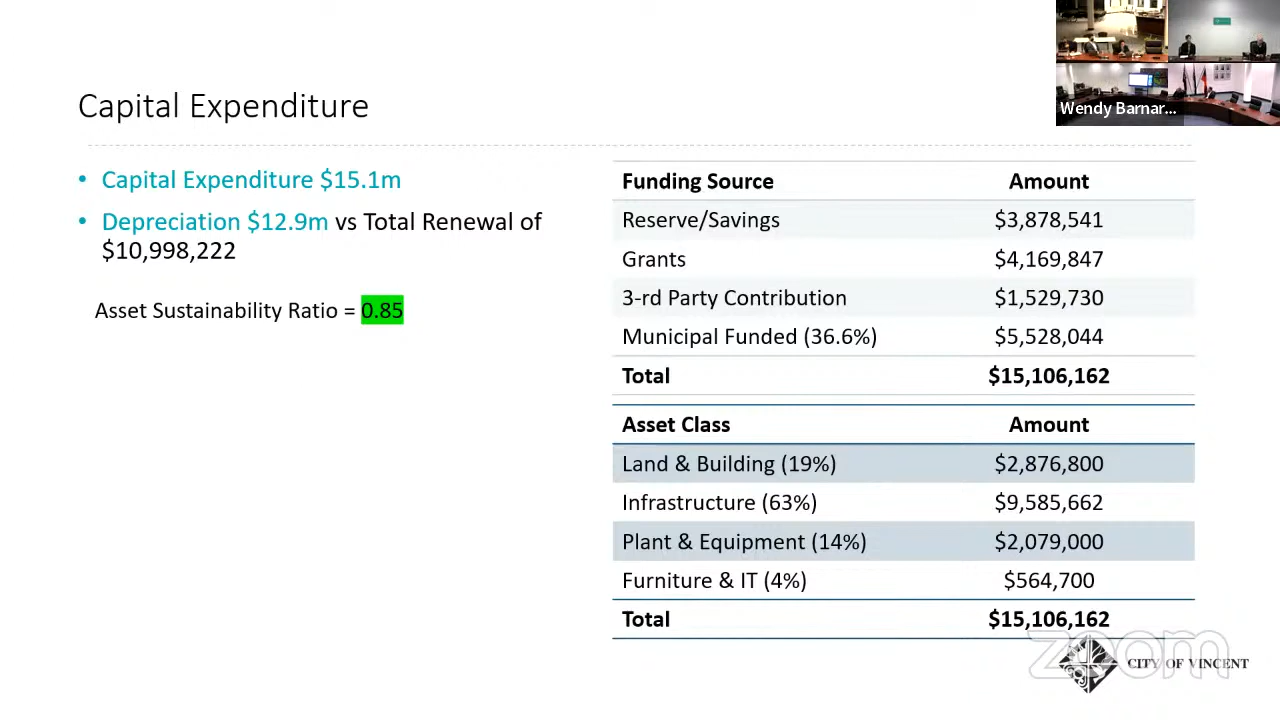 Wendy Barnar...
Capital Expenditure
• Capital Expenditure $15.1m
• Depreciation $12.9m vs Total Renewal of
$10,998,222
Asset Sustainability Ratio = 0.85
Funding Source Amount
Reserve/Savings $3,878,541
Grants $4,169,847
3-rd Party Contribution $1,529,730
Municipal Funded (36.6%) $5,528,044
Total $15,106,162
Asset Class Amount
Land & Building (19%) $2,876,800
Infrastructure (63%) $9,585,662
Plant & Equipment (14%) $2,079,000
Furniture & IT (4%) $564,700
Total $15,106,162
zoom
CITY OF VINCENT